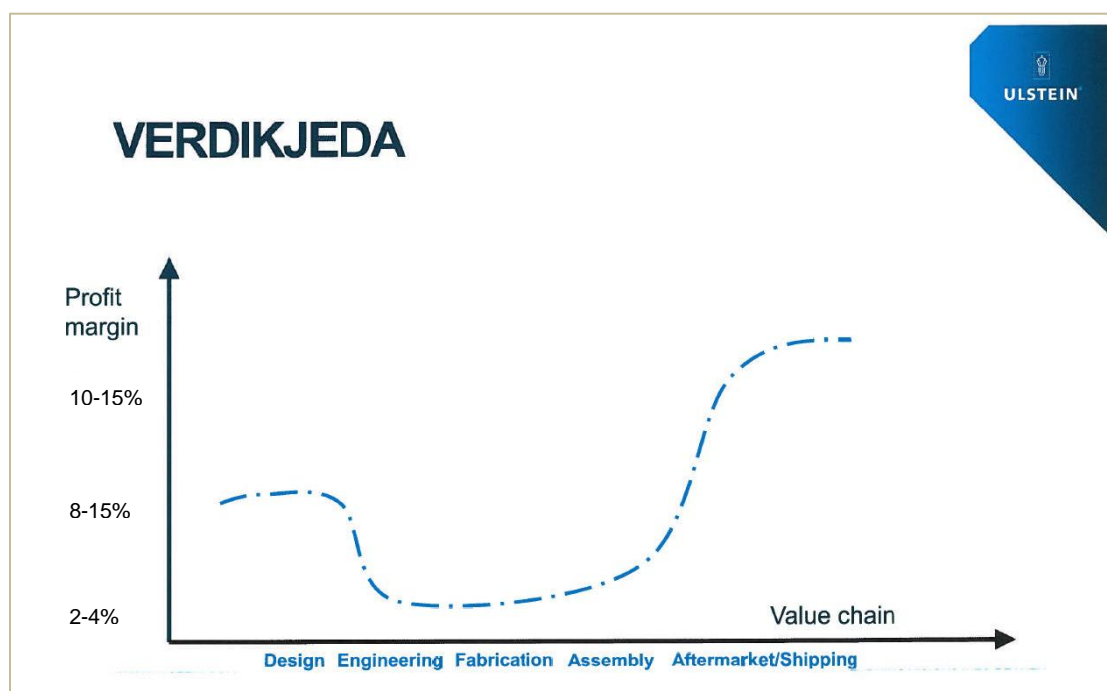 ULSTEIN®
VERDIKJEDA
Profit
margin
10-15%
8-15%
2-4%
Value chain
Design Engineering Fabrication Assembly Aftermarket/Shipping